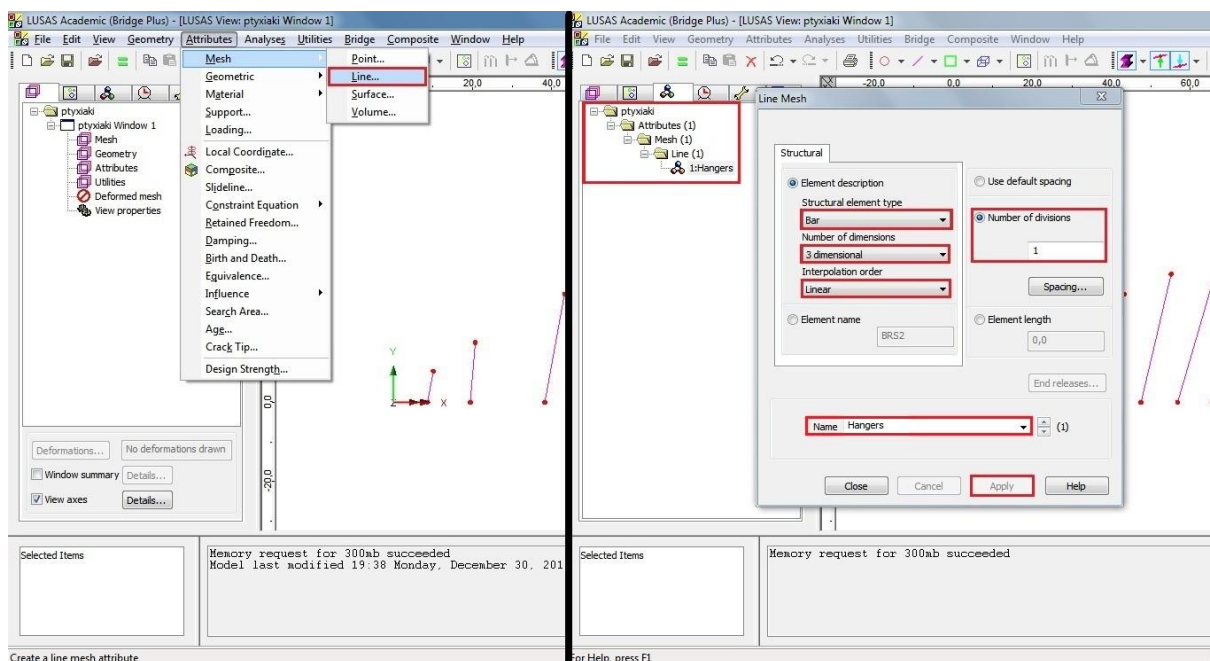 LUSAS Academic (Bridge Plus) - [LUSAS View: ptyxiaki Window 1]
File Edit View Geometry Attributes Analyses Utilities Bridge Composite Window Help
20,0 40,0
ptyxiaki
ptyxiaki Window 1
Mesh
Geometry
Attributes
Utilities
Deformed mesh
View properties
Mesh
Geometric
Material
Support...
Loading...
Local Coordinate...
Composite...
Slideline...
Constraint Equation
Retained Freedom...
Damping...
Birth and Death...
Equivalence...
Influence
Search Area...
Age...
Crack Tip...
Design Strength...
Point...
Line...
Surface...
Volume...
Y
Z X
0,0
-20,0
Deformations... No deformations drawn
Window summary Details...
View axes Details...
Selected Items
Memory request for 300mb succeeded
Model last modified 19:38 Monday, December 30, 201
Create a line mesh attribute
LUSAS Academic (Bridge Plus) - [LUSAS View: ptyxiaki Window 1]
File Edit View Geometry Attributes Analyses Utilities Bridge Composite Window Help
-20,0 0,0 20,0 40,0 60,0
ptyxiaki
Attributes (1)
Mesh (1)
Line (1)
1:Hangers
Line Mesh
Structural
Element description
Structural element type
Bar
Number of dimensions
3 dimensional
Interpolation order
Linear
Element name
BRS2
Use default spacing
Number of divisions
1
Spacing...
Element length
0,0
End releases...
Name Hangers (1)
Close Cancel Apply Help
Selected Items
Memory request for 300mb succeeded
For Help, press F1